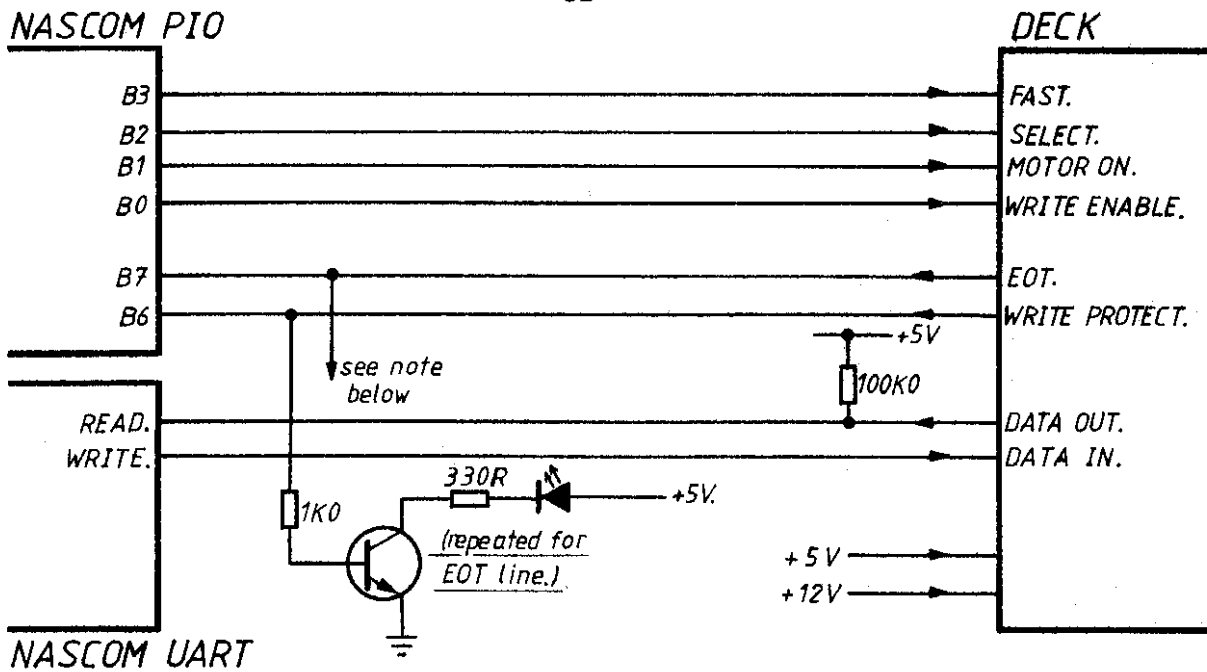 NASCOM PIO
DECK
B3
FAST.
B2
SELECT.
B1
MOTOR ON.
B0
WRITE ENABLE.
B7
EOT.
B6
WRITE PROTECT.
+5V
see note
below
100K0
READ.
DATA OUT.
WRITE.
DATA IN.
330R
+5V.
1K0
(repeated for
EOT line.)
+5V
+12V
NASCOM UART